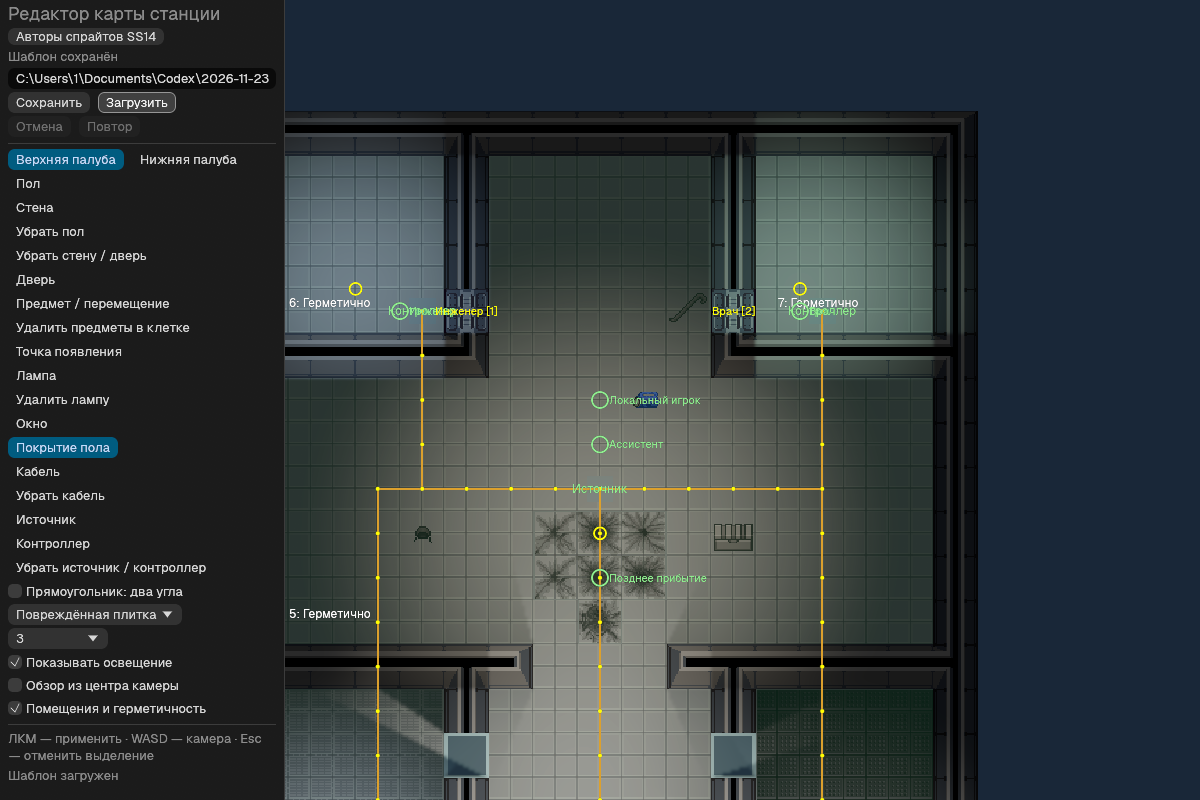 Редактор карты станции
Авторы спрайтов SS14
Шаблон сохранён
C:\Users\1\Documents\Codex\2026-11-23
Сохранить
Загрузить
Отмена
Повтор
Верхняя палуба
Нижняя палуба
Пол
Стена
Убрать пол
Убрать стену / дверь
Дверь
Предмет / перемещение
Удалить предметы в клетке
Точка появления
Лампа
Удалить лампу
Окно
Покрытие пола
Кабель
Убрать кабель
Источник
Контроллер
Убрать источник / контроллер
Прямоугольник: два угла
Повреждённая плитка
3
Показывать освещение
Обзор из центра камеры
Помещения и герметичность
ЛКМ — применить · WASD — камера · Esc
— отменить выделение
Шаблон загружен
6: Герметично
Инженер [1]
7: Герметично
Врач [2]
Локальный игрок
Ассистент
Источник
Позднее прибытие
5: Герметично